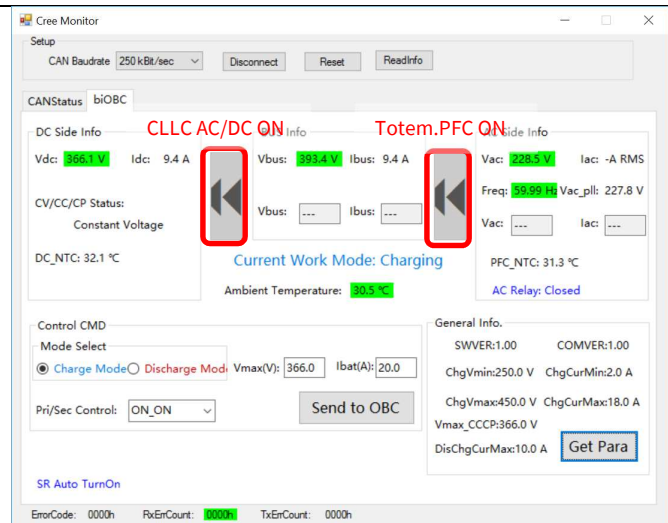 Cree Monitor
Setup
CAN Baudrate 250 kBit/sec Disconnect Reset ReadInfo
CANStatus biOBC
DC Side Info CLLC AC/DC ON Info Totem.PFC ON AC Side Info
Vdc: 366.1 V Idc: 9.4 A Vbus: 393.4 V Ibus: 9.4 A Vac: 228.5 V Iac: -A RMS
Freq: 59.99 Hz Vac_pll: 227.8 V
CV/CC/CP Status: Vbus: --- Ibus: --- Vac: --- Iac: ---
Constant Voltage
DC_NTC: 32.1 ℃ Current Work Mode: Charging PFC_NTC: 31.3 ℃
Ambient Temperature: 30.5 ℃ AC Relay: Closed
Control CMD General Info.
Mode Select SWVER:1.00 COMVER:1.00
Charge Mode Discharge Mode Vmax(V): 366.0 Ibat(A): 20.0 ChgVmin:250.0 V ChgCurMin:2.0 A
Pri/Sec Control: ON_ON Send to OBC ChgVmax:450.0 V ChgCurMax:18.0 A
Vmax_CCCP:366.0 V
DisChgCurMax:10.0 A Get Para
SR Auto TurnOn
ErrorCode: 0000h RxErrCount: 0000h TxErrCount: 0000h